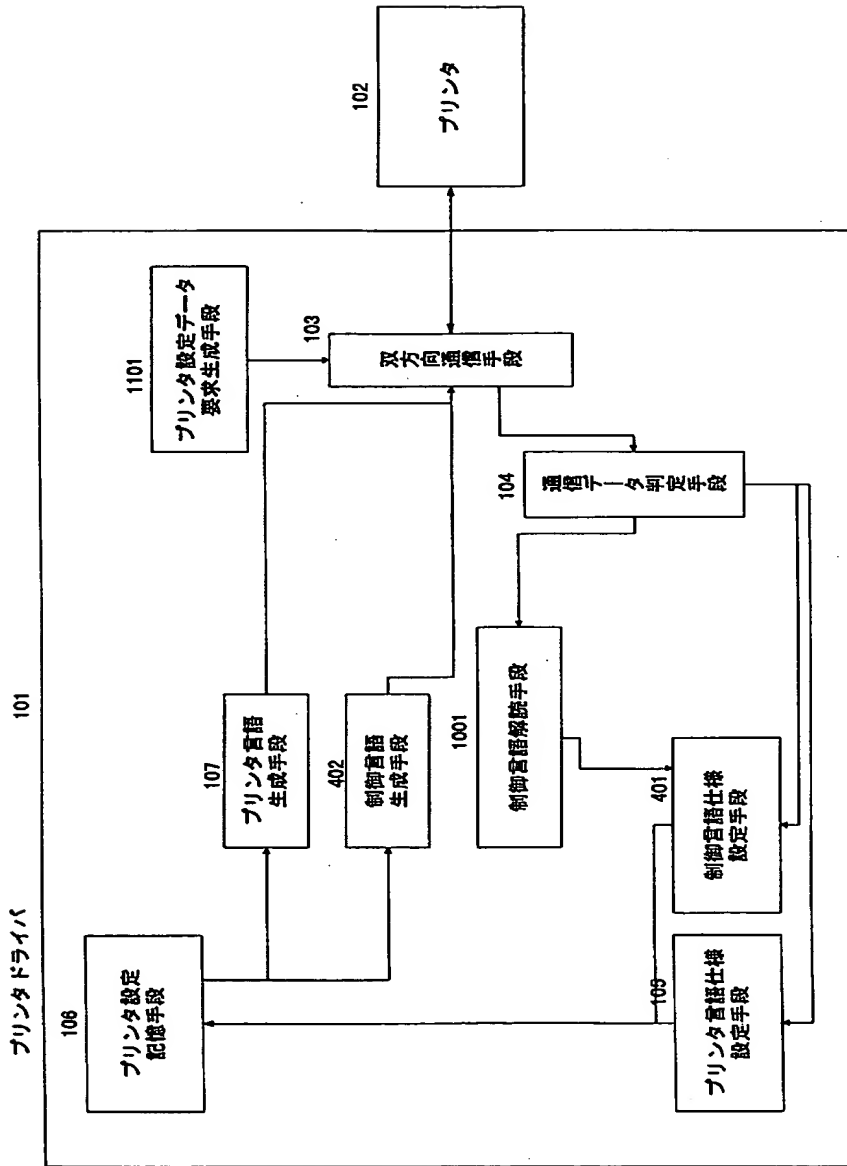 プリンタドライバ
101
106
プリンタ設定
記憶手段
107
プリンタ言語
生成手段
402
制御言語
生成手段
1101
プリンタ設定データ
要求生成手段
103
双方向通信手段
102
プリンタ
104
通信データ判定手段
1001
制御言語解読手段
401
制御言語仕様
設定手段
105
プリンタ言語仕様
設定手段